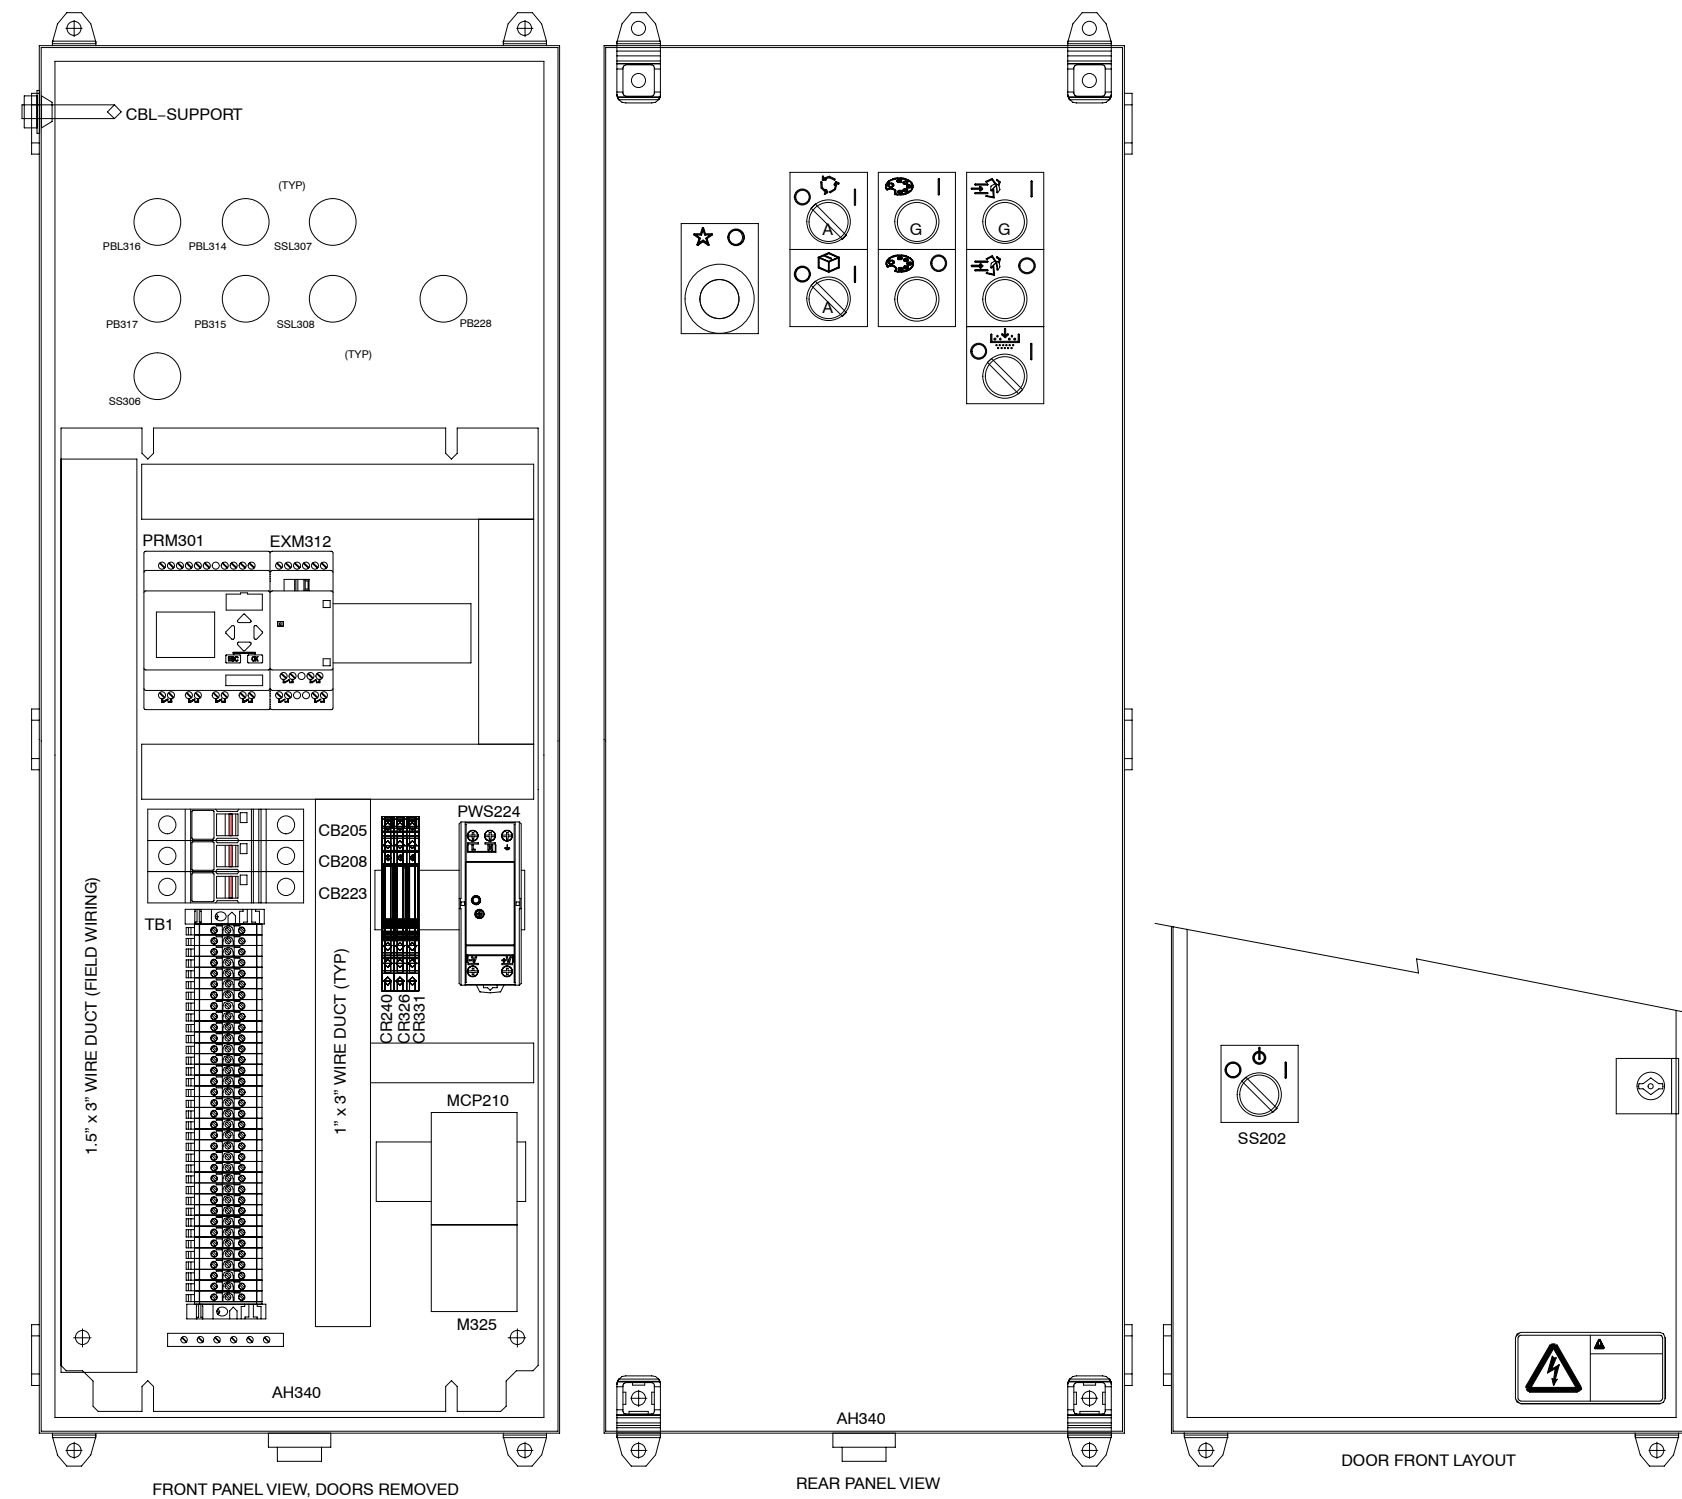 CBL-SUPPORT
(TYP)
PBL316
PBL314
SSL307
PB317
PB315
SSL308
PB228
(TYP)
SS306
PRM301
EXM312
ESC
OK
1.5" x 3" WIRE DUCT (FIELD WIRING)
CB205
CB208
CB223
PWS224
L
N
TB1
1" x 3" WIRE DUCT (TYP)
CR240
CR326
CR331
MCP210
M325
AH340
FRONT PANEL VIEW, DOORS REMOVED
A
G
G
A
AH340
REAR PANEL VIEW
SS202
DOOR FRONT LAYOUT